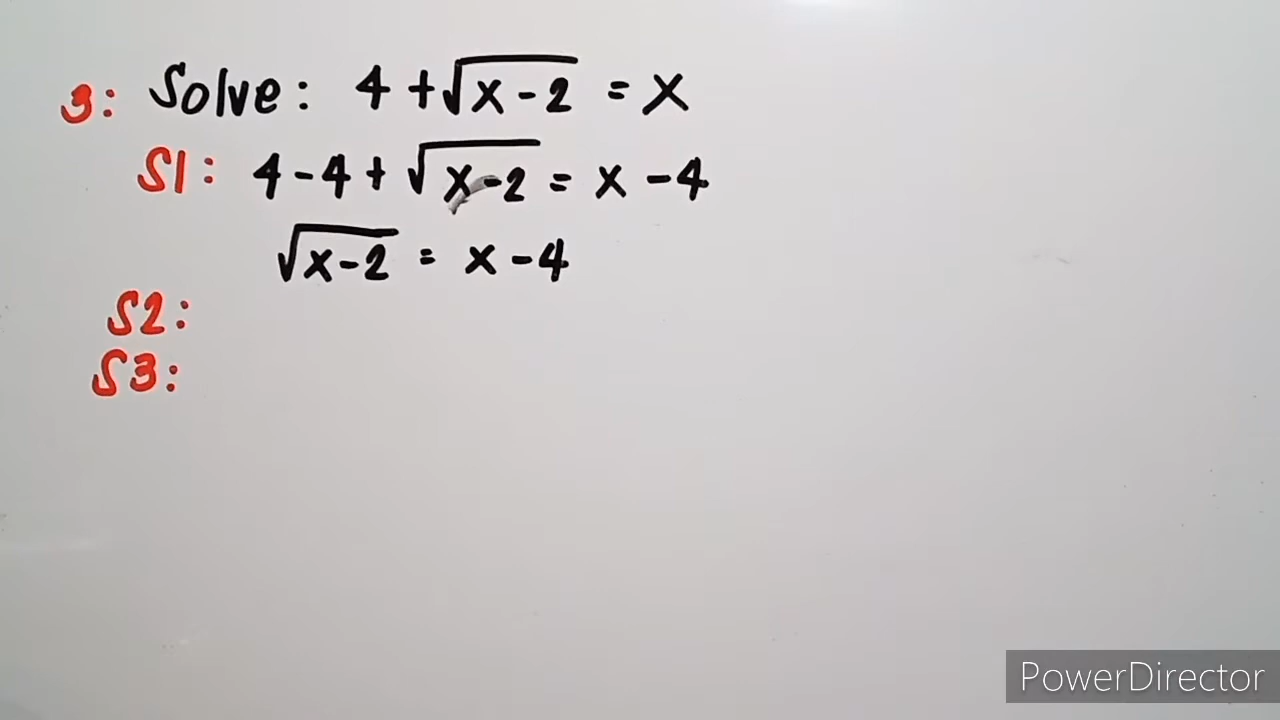 3: Solve: 4 + √(x - 2) = x
S1: 4 - 4 + √(x - 2) = x - 4
√(x - 2) = x - 4
S2:
S3:
PowerDirector